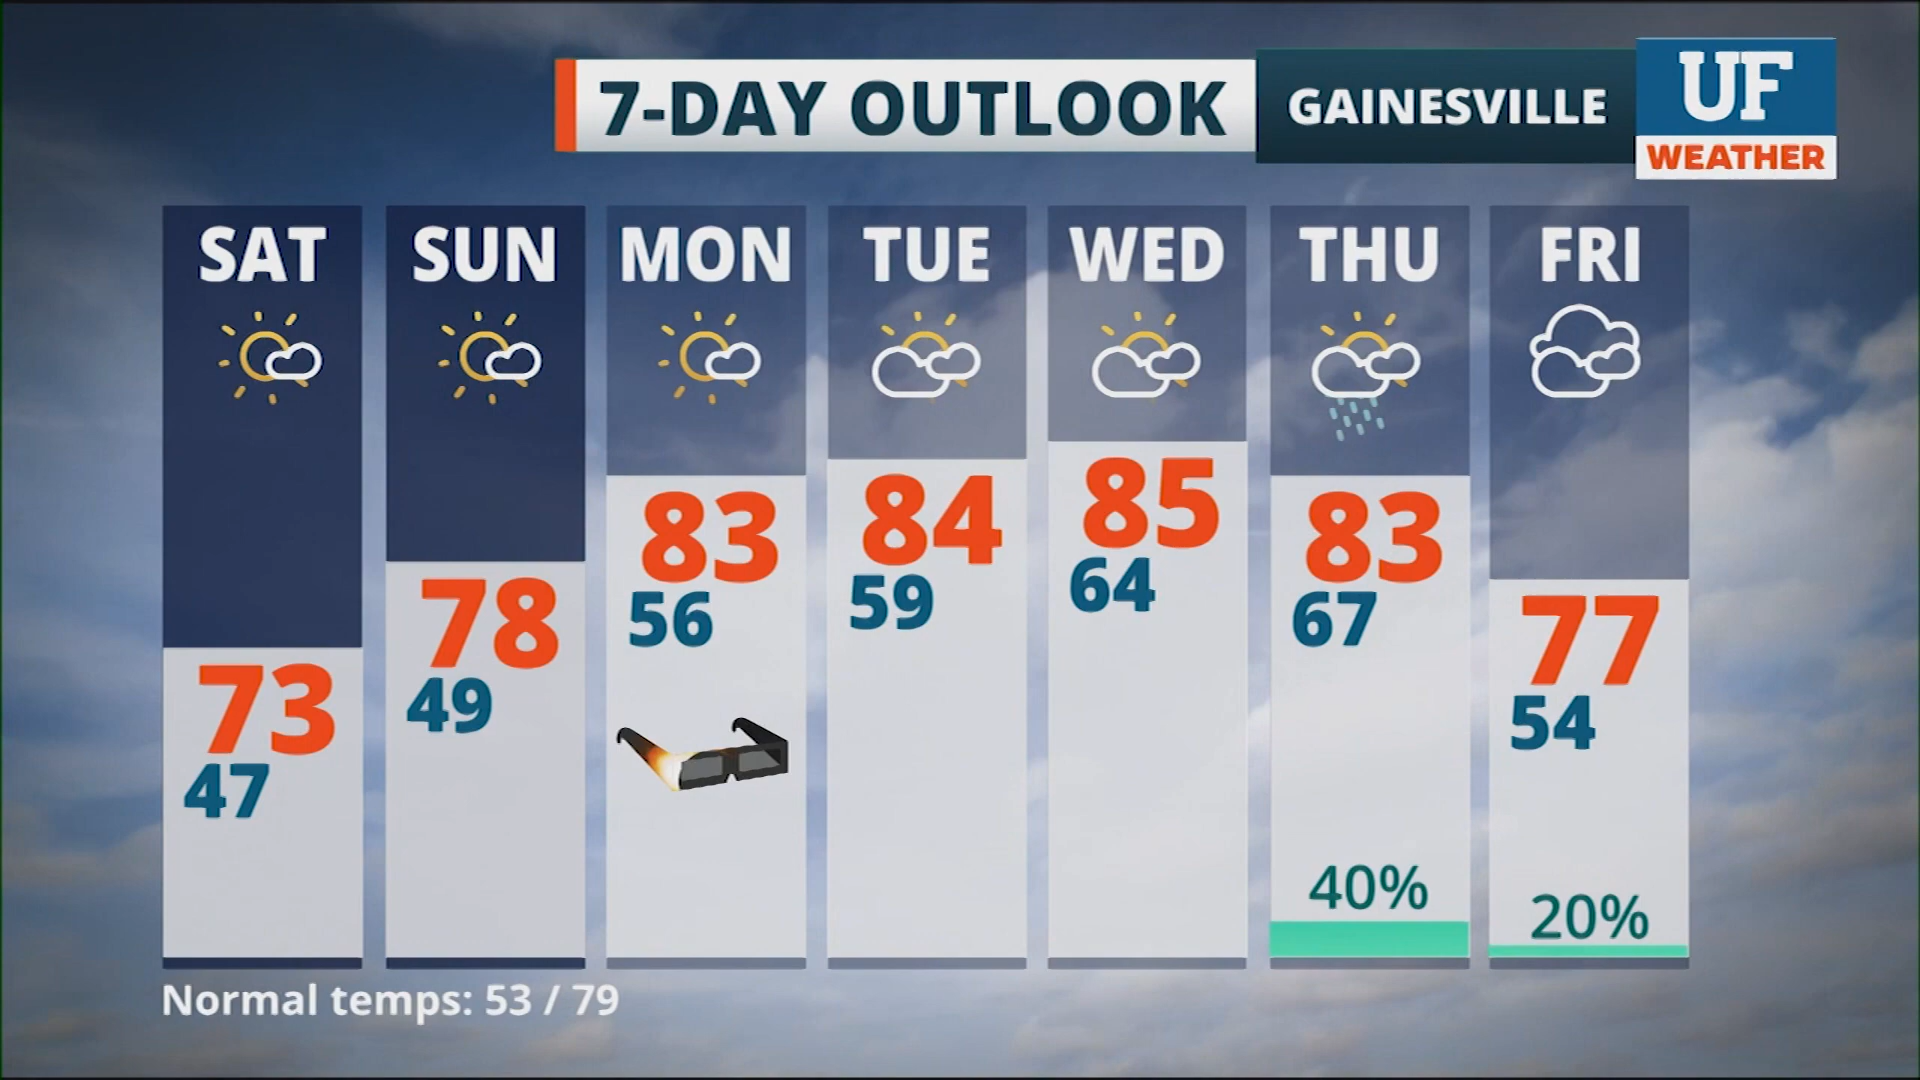 7-DAY OUTLOOK
GAINESVILLE
UF
WEATHER
SAT SUN MON TUE WED THU FRI
73 78 83 84 85 83 77
47 49 56 59 64 67 54
40% 20%
Normal temps: 53 / 79